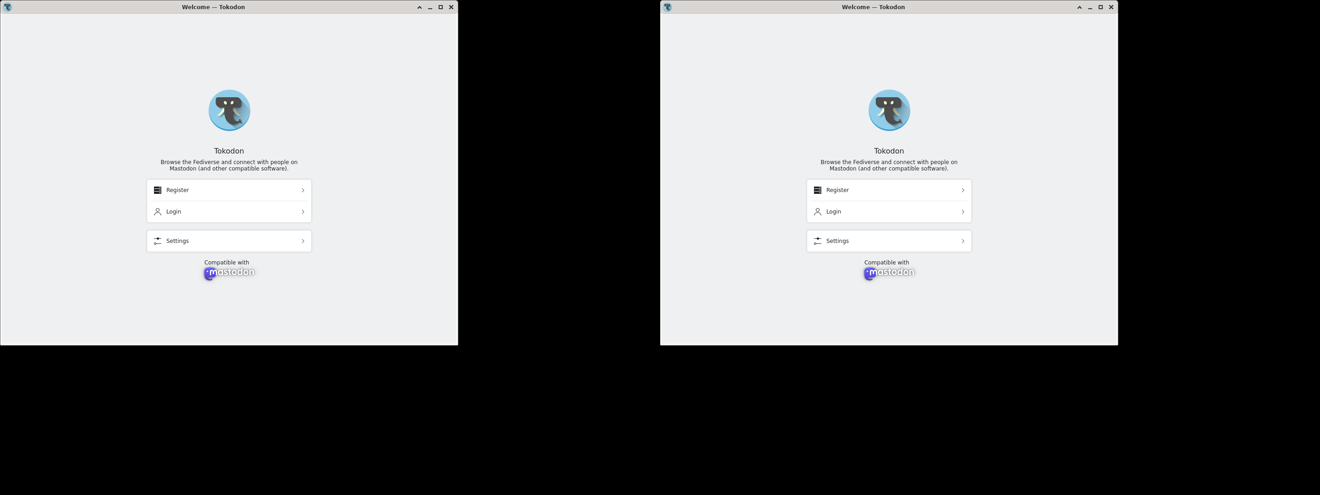 Welcome — Tokodon
Tokodon
Browse the Fediverse and connect with people on
Mastodon (and other compatible software).
Register
Login
Settings
Compatible with
mastodon
Welcome — Tokodon
Tokodon
Browse the Fediverse and connect with people on
Mastodon (and other compatible software).
Register
Login
Settings
Compatible with
mastodon